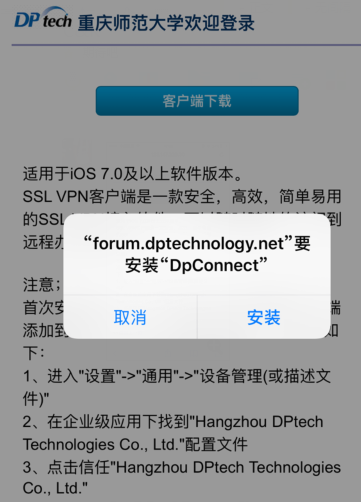 DPtech 重庆师范大学欢迎登录
客户端下载
适用于iOS 7.0及以上软件版本。
SSL VPN客户端是一款安全，高效，简单易用
的SSL
远程办
“forum.dptechnology.net”要
安装“DpConnect”
取消
安装
注意；
首次安
端
添加到
如
下：
1、进入"设置"->"通用"->"设备管理(或描述文
件)"
2、在企业级应用下找到"Hangzhou DPtech
Technologies Co., Ltd."配置文件
3、点击信任"Hangzhou DPtech Technologies
Co., Ltd."